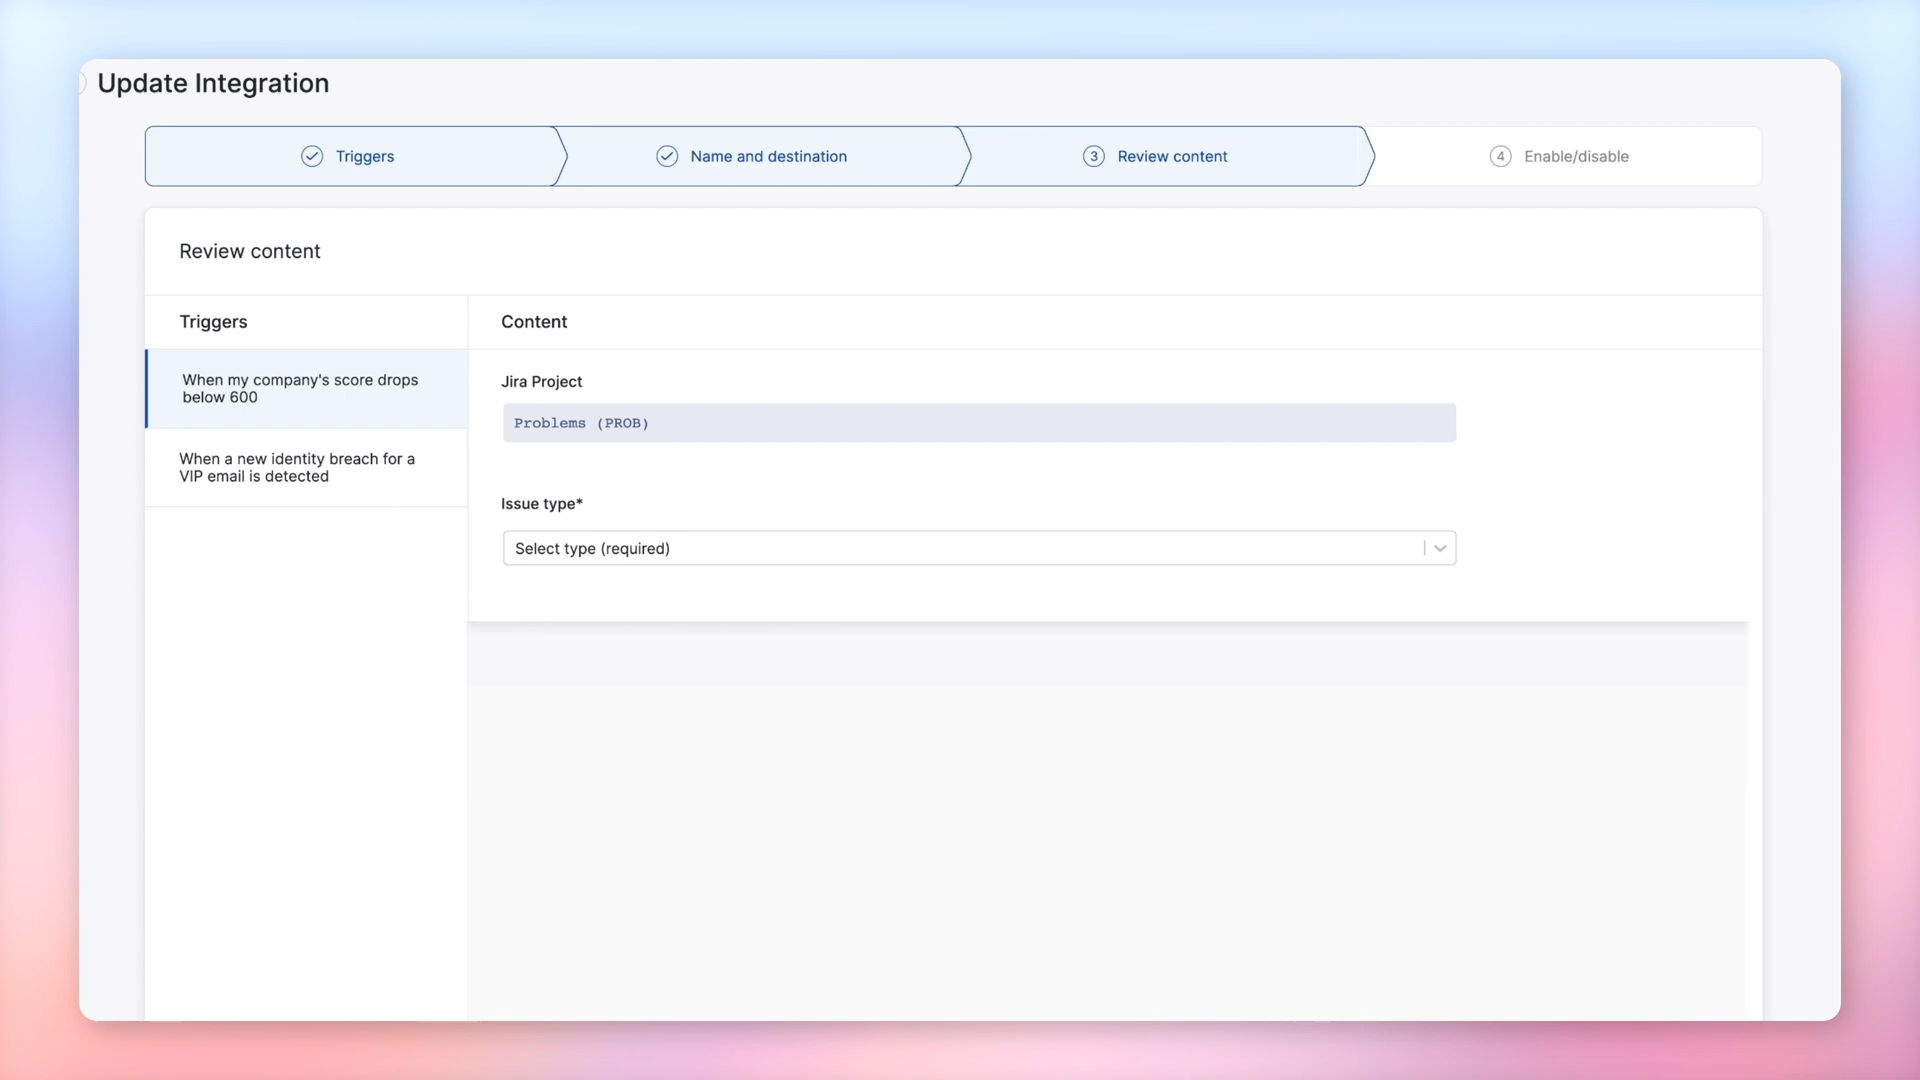 Update Integration
Triggers
Name and destination
3 Review content
4 Enable/disable
Review content
Triggers
Content
When my company's score drops
below 600
When a new identity breach for a
VIP email is detected
Jira Project
Problems (PROB)
Issue type*
Select type (required)